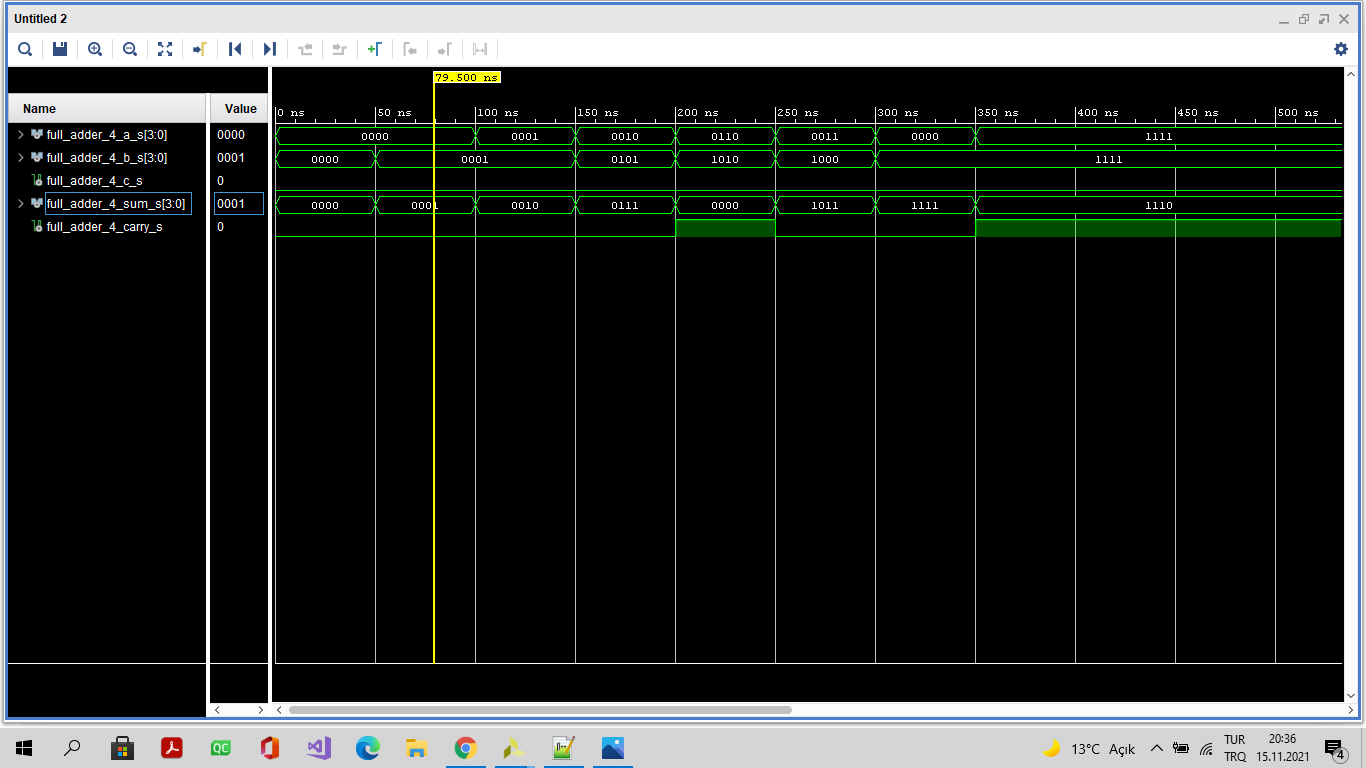 Untitled 2
79.500 ns
Name Value
0 ns 50 ns 100 ns 150 ns 200 ns 250 ns 300 ns 350 ns 400 ns 450 ns 500 ns
full_adder_4_a_s[3:0] 0000 0000 0001 0010 0110 0011 0000 1111
full_adder_4_b_s[3:0] 0001 0000 0001 0101 1010 1000 1111
full_adder_4_c_s 0
full_adder_4_sum_s[3:0] 0001 0000 0001 0010 0111 0000 1011 1111 1110
full_adder_4_carry_s 0
QC
13°C Açık
TUR
TRQ
20:36
15.11.2021
4